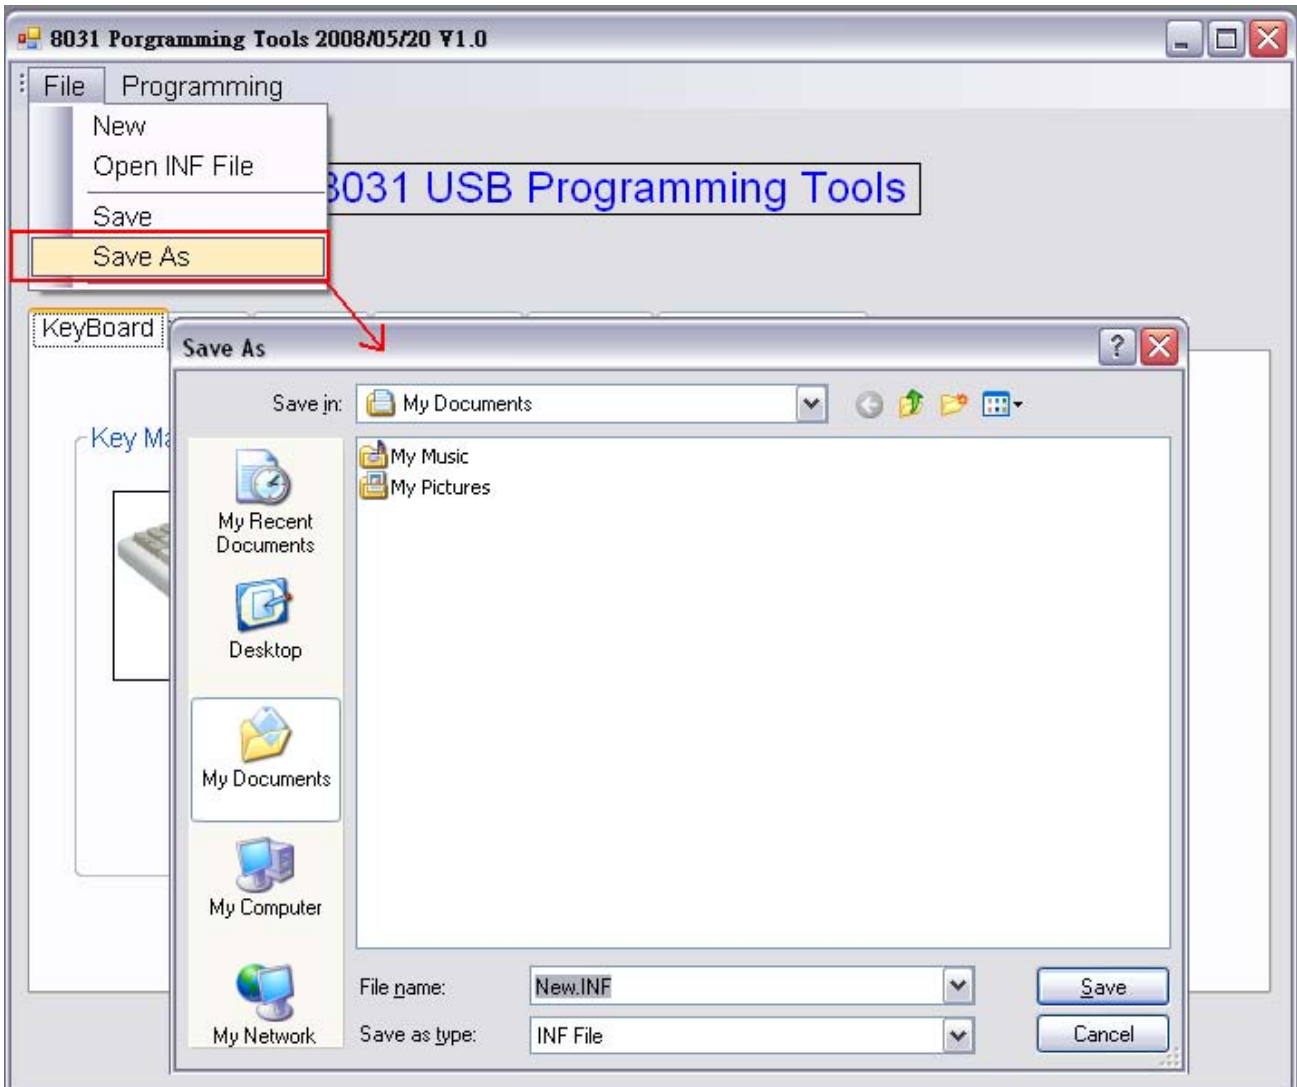 8031 Porgramming Tools 2008/05/20 V1.0
File Programming
New
Open INF File
Save
Save As
8031 USB Programming Tools
KeyBoard
Save As
Save in: My Documents
Key Ma
My Music
My Pictures
My Recent
Documents
Desktop
My Documents
My Computer
My Network
File name: New.INF Save
Save as type: INF File Cancel